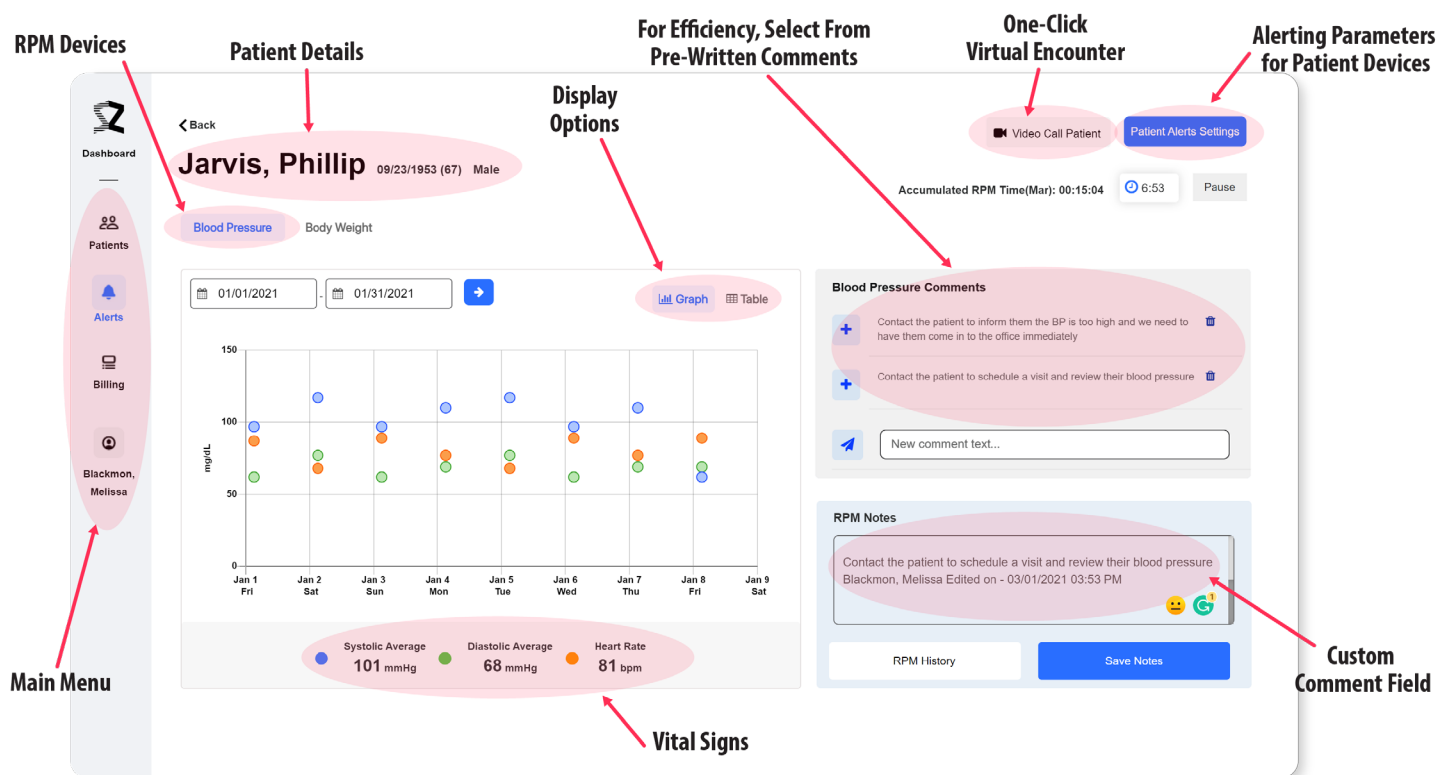 RPM Devices
Patient Details
For Efficiency, Select From
Pre-Written Comments
One-Click
Virtual Encounter
Alerting Parameters
for Patient Devices
Display
Options
Dashboard
Back
Video Call Patient
Patient Alerts Settings
Jarvis, Phillip 09/23/1953 (67) Male
Accumulated RPM Time(Mar): 00:15:04
6:53
Pause
Patients
Blood Pressure
Body Weight
Alerts
01/01/2021 - 01/31/2021
Graph
Table
Blood Pressure Comments
Contact the patient to inform them the BP is too high and we need to
have them come in to the office immediately
Contact the patient to schedule a visit and review their blood pressure
New comment text...
Billing
Blackmon,
Melissa
150
100
50
0
mg/dL
Jan 1 Jan 2 Jan 3 Jan 4 Jan 5 Jan 6 Jan 7 Jan 8 Jan 9
Fri Sat Sun Mon Tue Wed Thu Fri Sat
RPM Notes
Contact the patient to schedule a visit and review their blood pressure
Blackmon, Melissa Edited on - 03/01/2021 03:53 PM
1
Systolic Average
101 mmHg
Diastolic Average
68 mmHg
Heart Rate
81 bpm
RPM History
Save Notes
Main Menu
Vital Signs
Custom
Comment Field